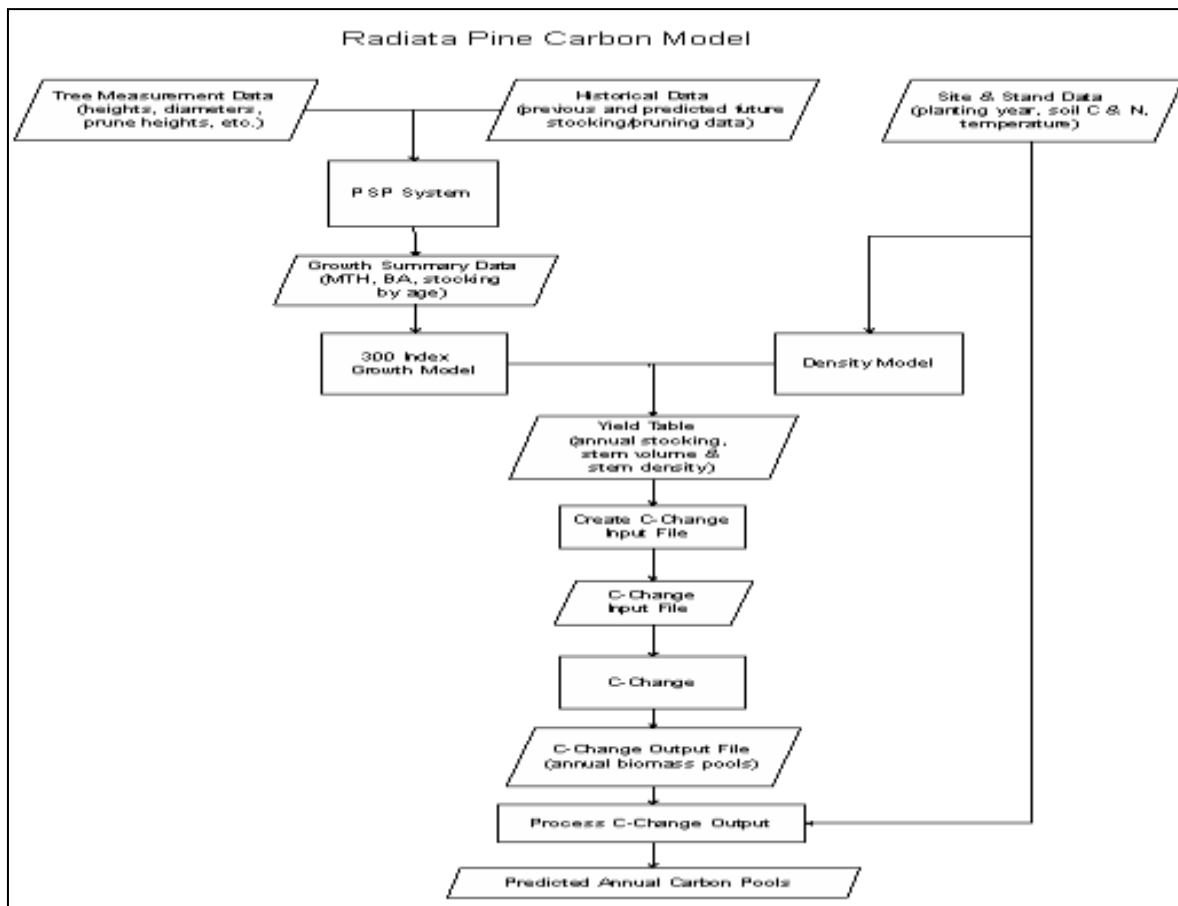 Radiata Pine Carbon Model
Tree Measurement Data
(heights, diameters,
prune heights, etc.)
Historical Data
(previous and predicted future
stocking/pruning data)
Site & Stand Data
(planting year, soil C & N,
temperature)
PSP System
Growth Summary Data
(MTH, BA, stocking
by age)
300 Index
Growth Model
Density Model
Yield Table
(annual stocking,
stem volume &
stem density)
Create C-Change
Input File
C-Change
Input File
C-Change
C-Change Output File
(annual biomass pools)
Process C-Change Output
Predicted Annual Carbon Pools